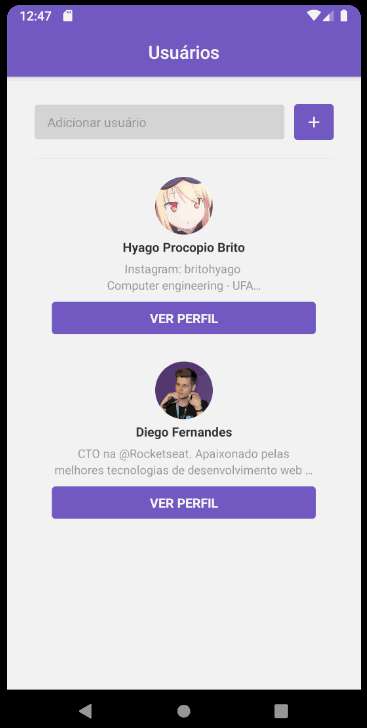 12:47
Usuários
Adicionar usuário
+
Hyago Procopio Brito
Instagram: britohyago
Computer engineering - UFA...
VER PERFIL
Diego Fernandes
CTO na @Rocketseat. Apaixonado pelas
melhores tecnologias de desenvolvimento web ...
VER PERFIL